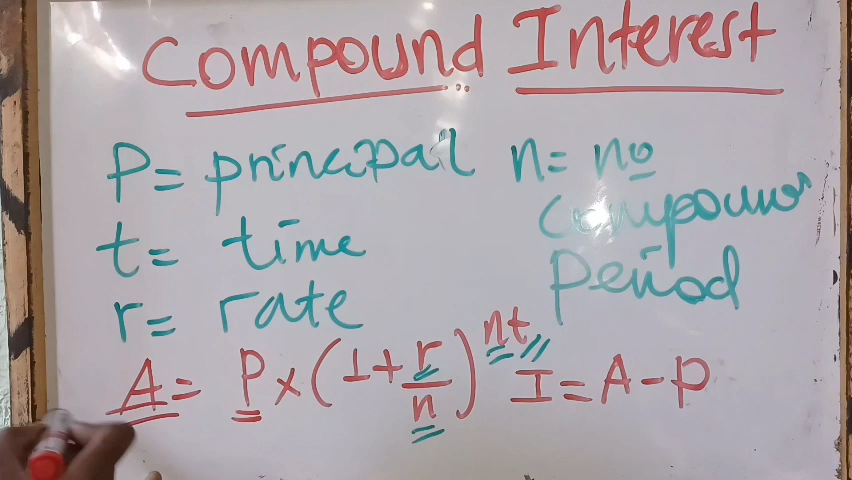 Compound Interest
P = principal
t = time
r = rate
n = no
compound
period
A = P × (1 + r/n)^nt
I = A - P